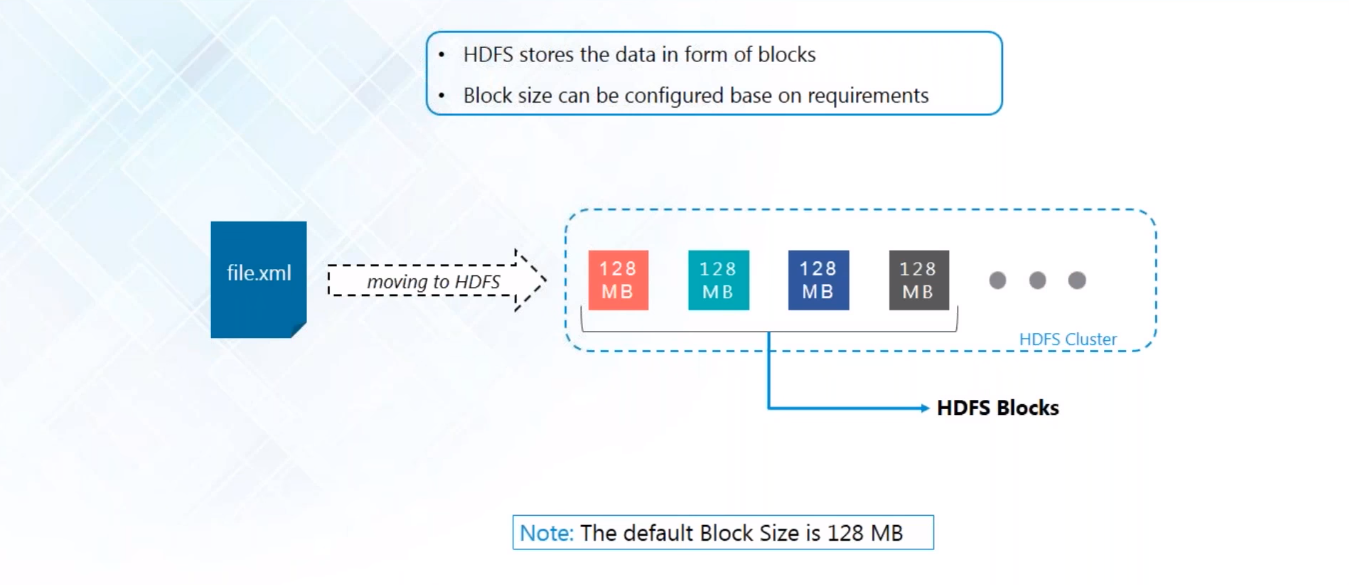 • HDFS stores the data in form of blocks
• Block size can be configured base on requirements
file.xml
moving to HDFS
128
MB
128
MB
128
MB
128
MB
HDFS Cluster
HDFS Blocks
Note: The default Block Size is 128 MB